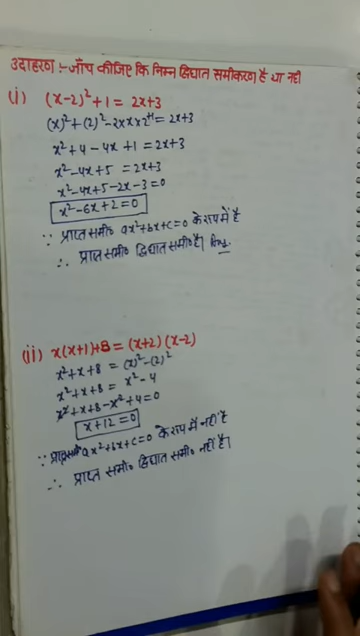 उदाहरण :- जाँच कीजिए कि निम्न द्विघात समीकरण है या नही
(i) (x-2)²+1 = 2x+3
(x)²+(2)²-2×x×2+1 = 2x+3
x²+4-4x+1 = 2x+3
x²-4x+5 = 2x+3
x²-4x+5-2x-3=0
x²-6x+2=0
∵ प्राप्त समी० ax²+bx+c=0 के रूप में है
∴ प्राप्त समी० द्विघात समी० है।
(ii) x(x+1)+8 = (x+2)(x-2)
x²+x+8 = (x)²-(2)²
x²+x+8 = x²-4
x²+x+8-x²+4=0
x+12=0
∵ ax²+bx+c=0 के रूप में नहीं है
∴ प्राप्त समी० द्विघात समी० नहीं है।